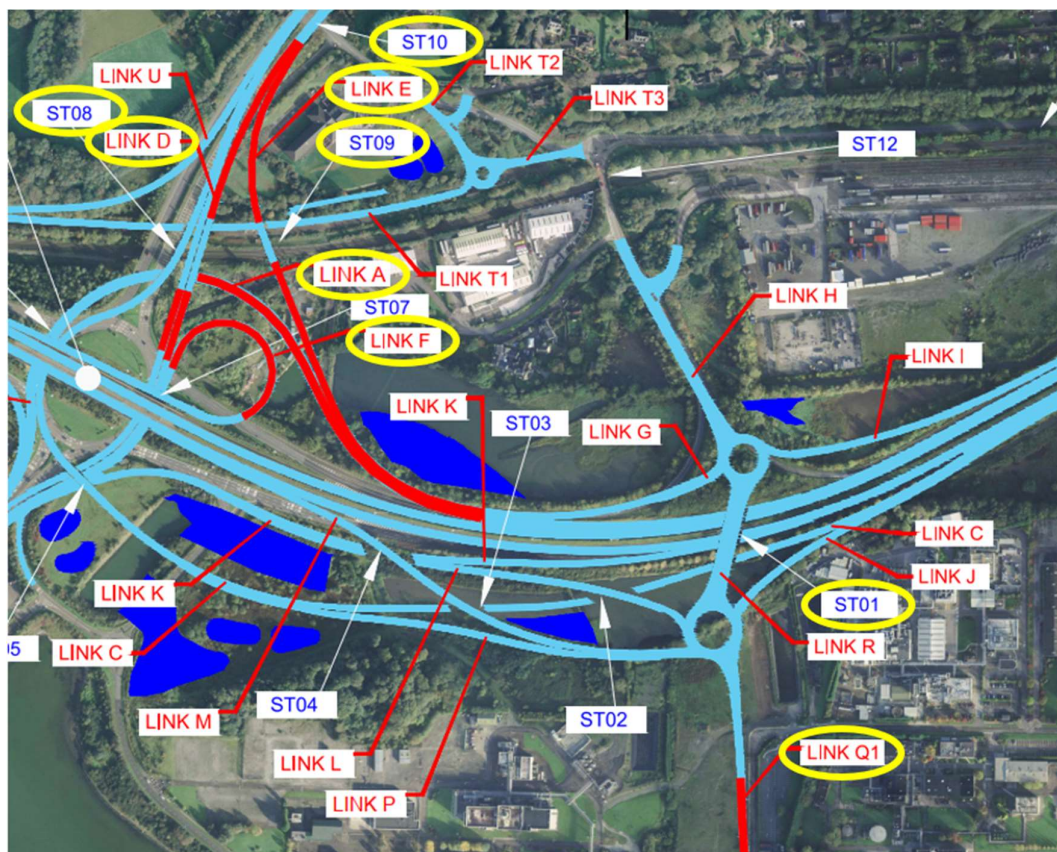 ST10
LINK T2
LINK U
LINK E
LINK T3
ST08
LINK D
ST09
ST12
LINK A
LINK T1
ST07
LINK H
LINK F
LINK I
LINK K
ST03
LINK G
LINK C
LINK K
LINK J
ST01
05
LINK C
LINK R
LINK M
ST04
ST02
LINK L
LINK Q1
LINK P